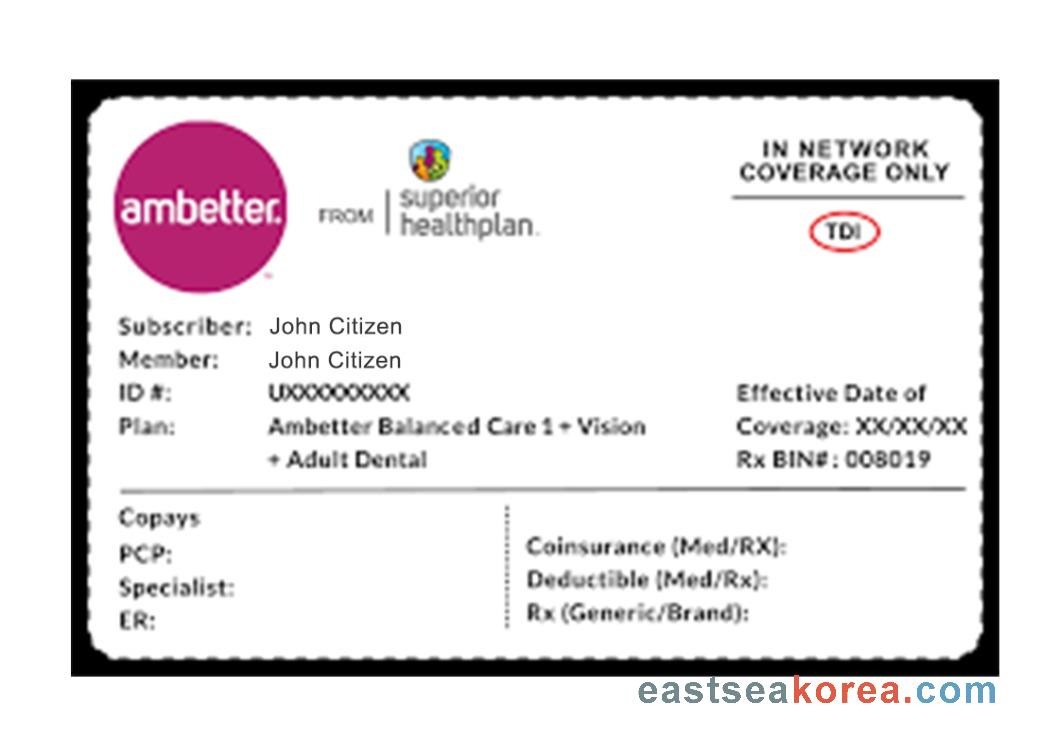 ambetter.
FROM
superior
healthplan.
IN NETWORK
COVERAGE ONLY
TDI
Subscriber: John Citizen
Member: John Citizen
ID #: UXXXXXXXXX
Plan: Ambetter Balanced Care 1 + Vision
+ Adult Dental
Effective Date of
Coverage: XX/XX/XX
Rx BIN#: 008019
Copays
PCP:
Specialist:
ER:
Coinsurance (Med/RX):
Deductible (Med/Rx):
Rx (Generic/Brand):
eastseakorea.com